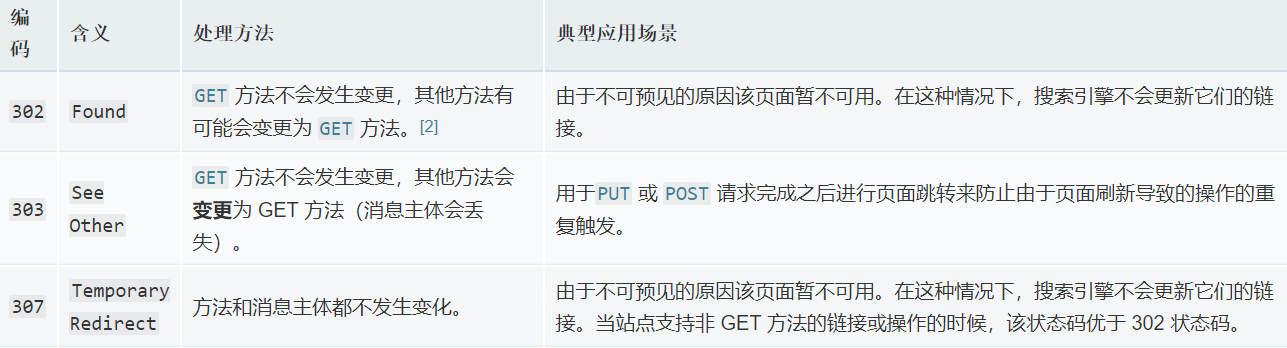 编码 含义 处理方法 典型应用场景
302 Found
GET 方法不会发生变更，其他方法有
可能会变更为 GET 方法。[2]
由于不可预见的原因该页面暂不可用。在这种情况下，搜索引擎不会更新它们的链
接。
303
See
Other
GET 方法不会发生变更，其他方法会
变更为 GET 方法（消息主体会丢
失）。
用于PUT 或 POST 请求完成之后进行页面跳转来防止由于页面刷新导致的操作的重
复触发。
307
Temporary
Redirect
方法和消息主体都不发生变化。
由于不可预见的原因该页面暂不可用。在这种情况下，搜索引擎不会更新它们的链
接。当站点支持非 GET 方法的链接或操作的时候，该状态码优于 302 状态码。